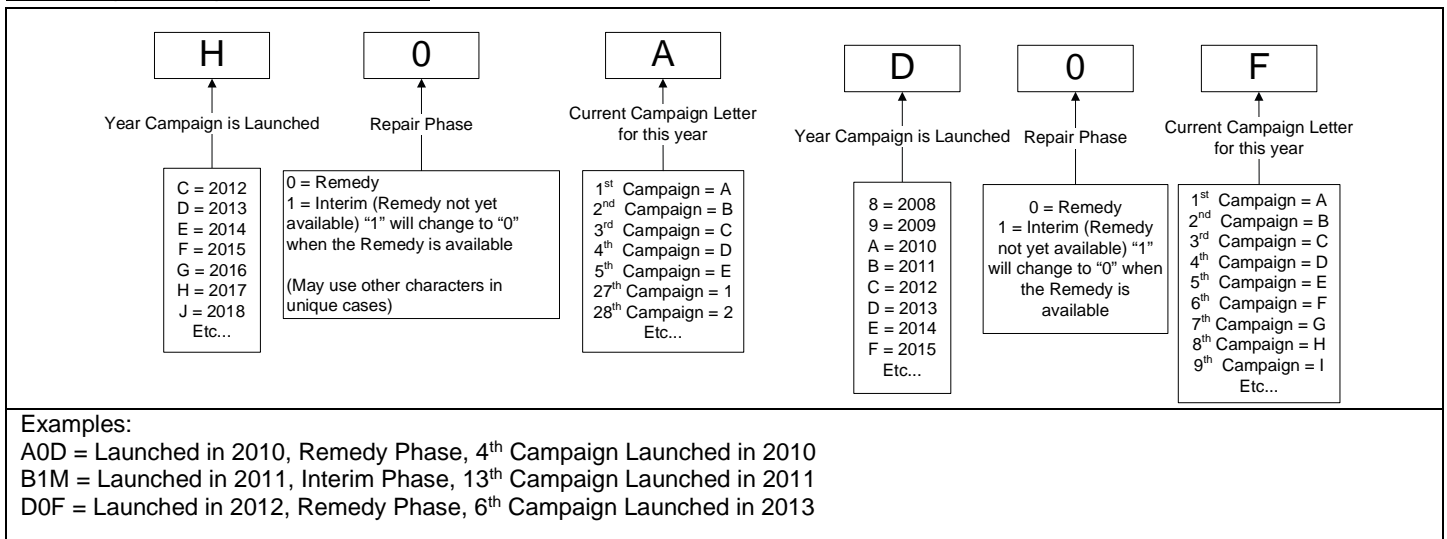 H
0
A
Year Campaign is Launched
Repair Phase
Current Campaign Letter
for this year
C = 2012
D = 2013
E = 2014
F = 2015
G = 2016
H = 2017
J = 2018
Etc...
0 = Remedy
1 = Interim (Remedy not yet
available) “1” will change to “0”
when the Remedy is available
(May use other characters in
unique cases)
1st Campaign = A
2nd Campaign = B
3rd Campaign = C
4th Campaign = D
5th Campaign = E
27th Campaign = 1
28th Campaign = 2
Etc...
D
0
F
Year Campaign is Launched
Repair Phase
Current Campaign Letter
for this year
8 = 2008
9 = 2009
A = 2010
B = 2011
C = 2012
D = 2013
E = 2014
F = 2015
Etc...
0 = Remedy
1 = Interim (Remedy
not yet available) “1”
will change to “0” when
the Remedy is
available
1st Campaign = A
2nd Campaign = B
3rd Campaign = C
4th Campaign = D
5th Campaign = E
6th Campaign = F
7th Campaign = G
8th Campaign = H
9th Campaign = I
Etc...
Examples:
A0D = Launched in 2010, Remedy Phase, 4th Campaign Launched in 2010
B1M = Launched in 2011, Interim Phase, 13th Campaign Launched in 2011
D0F = Launched in 2012, Remedy Phase, 6th Campaign Launched in 2013